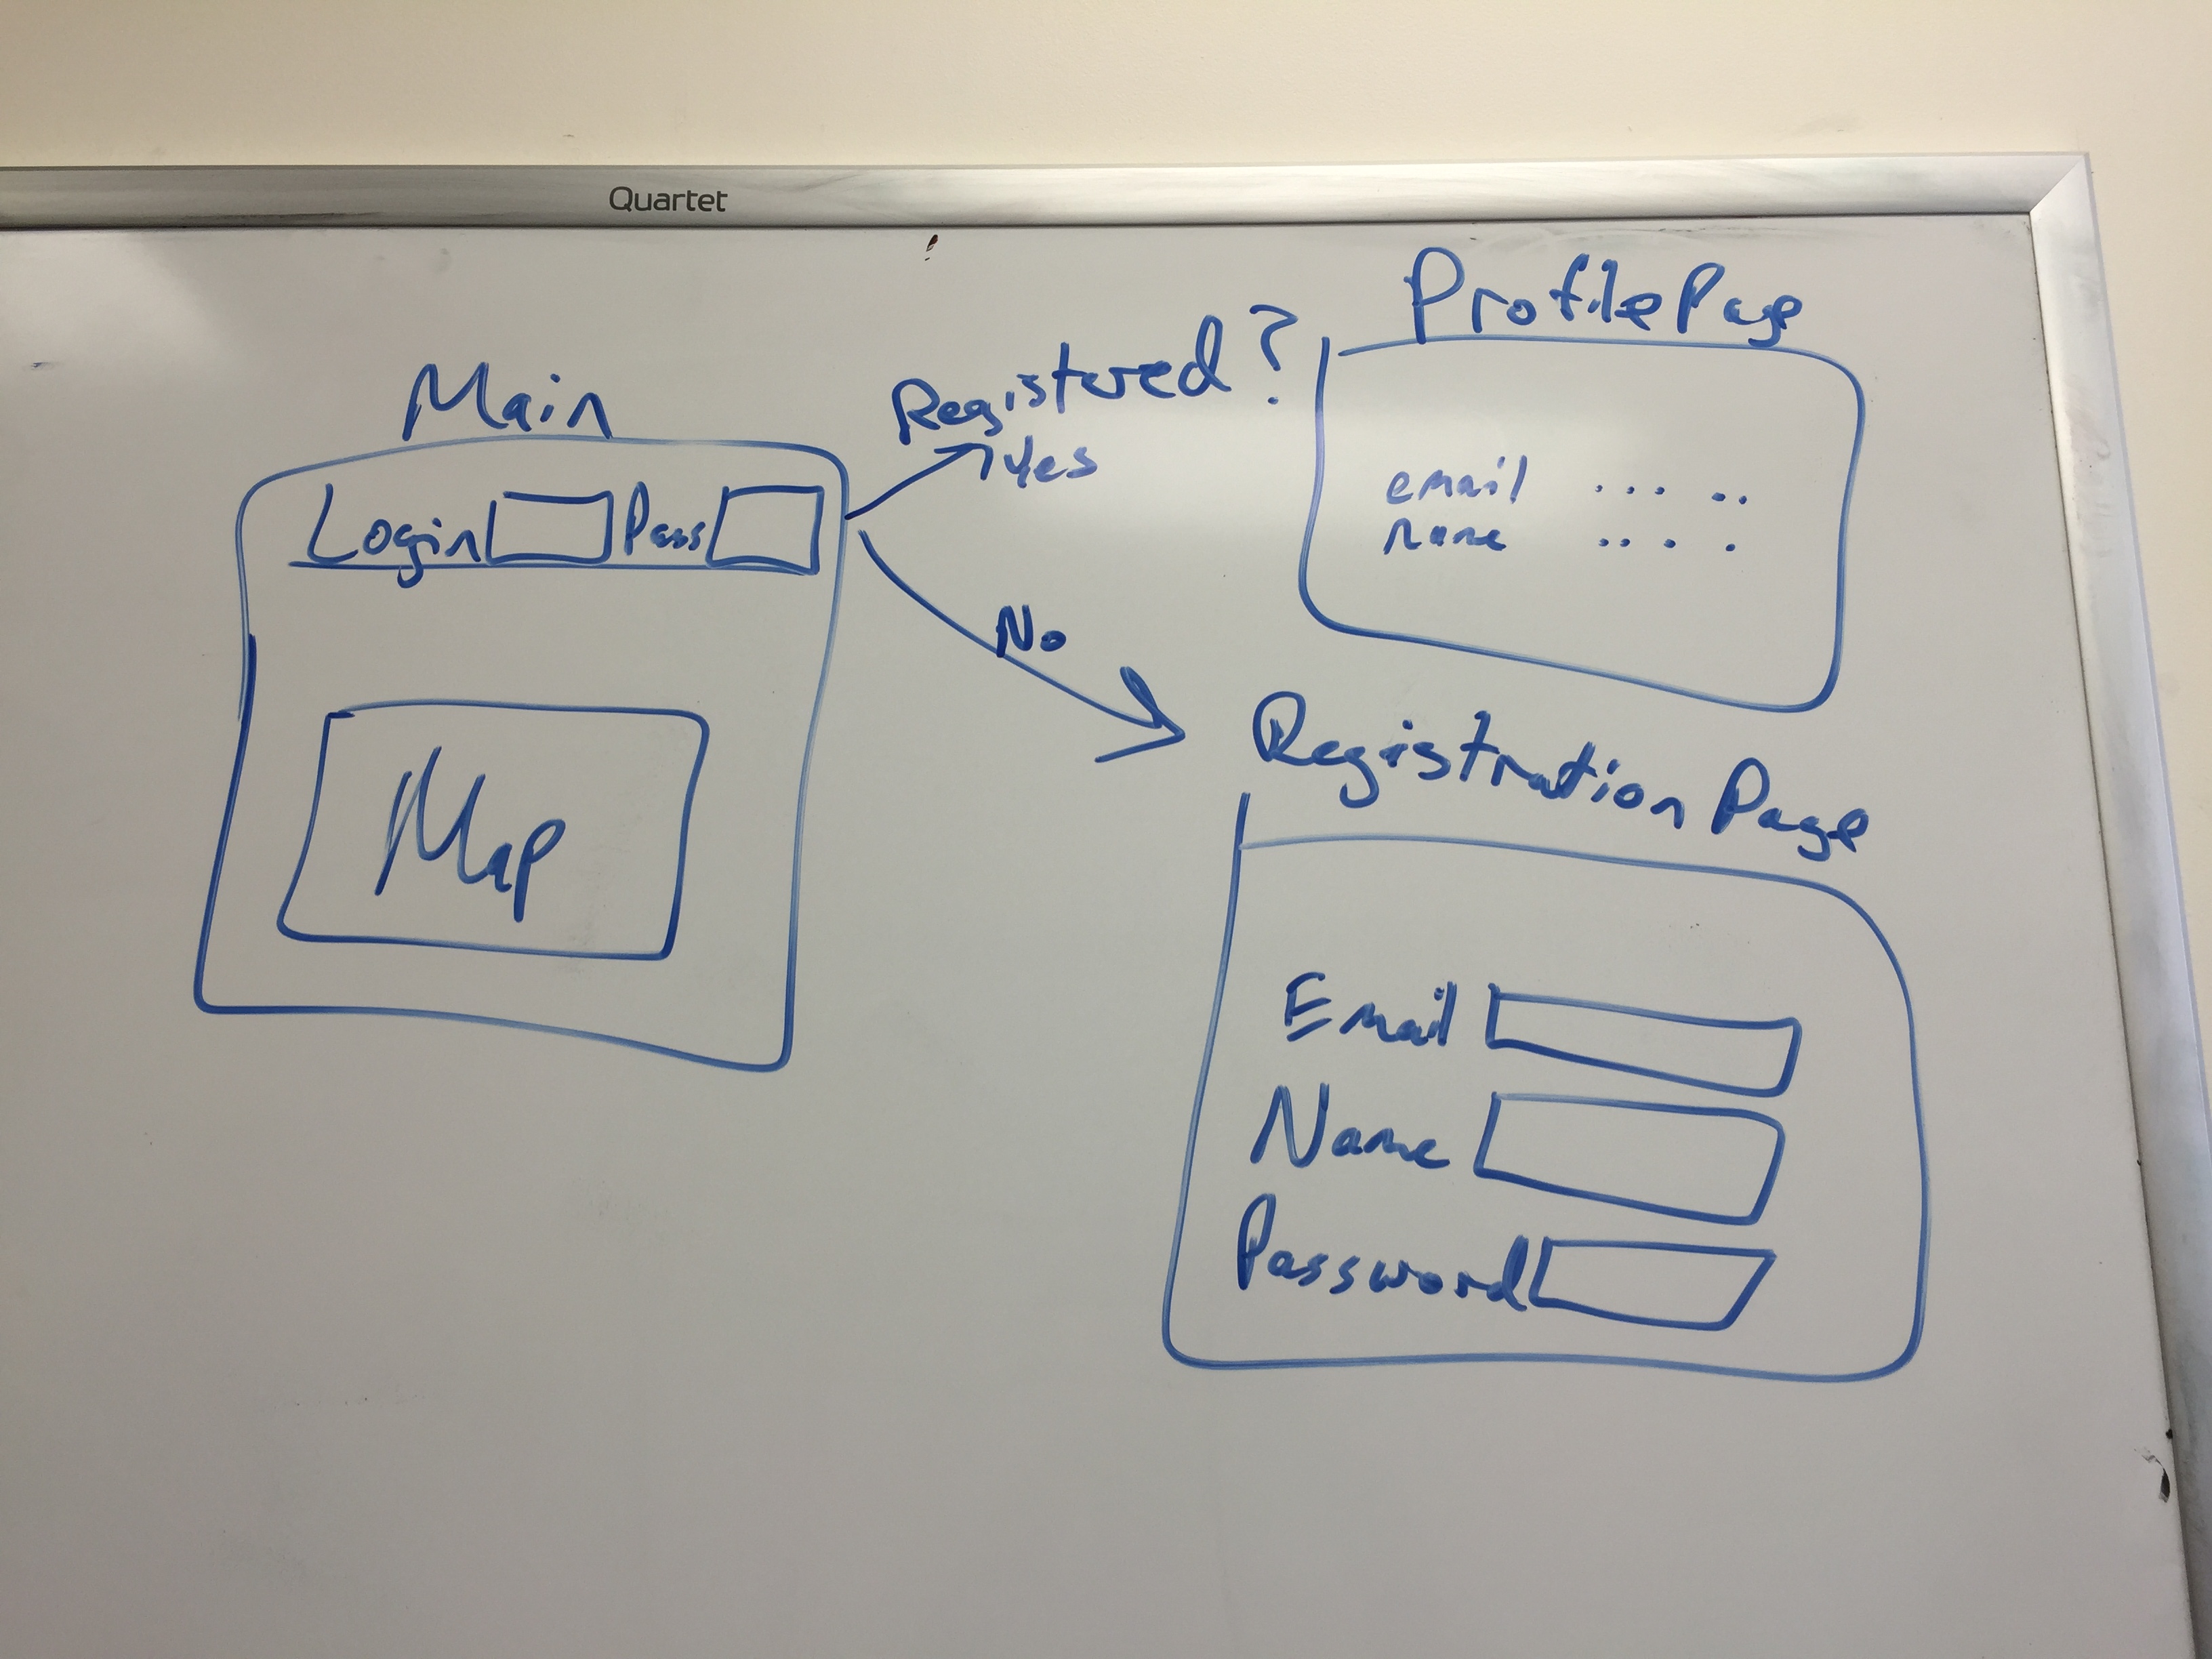 Quartet
Main
Login Pass
Map
Registered?
Yes
No
Profile Page
email ... ..
name .. . .
Registration Page
Email
Name
Password